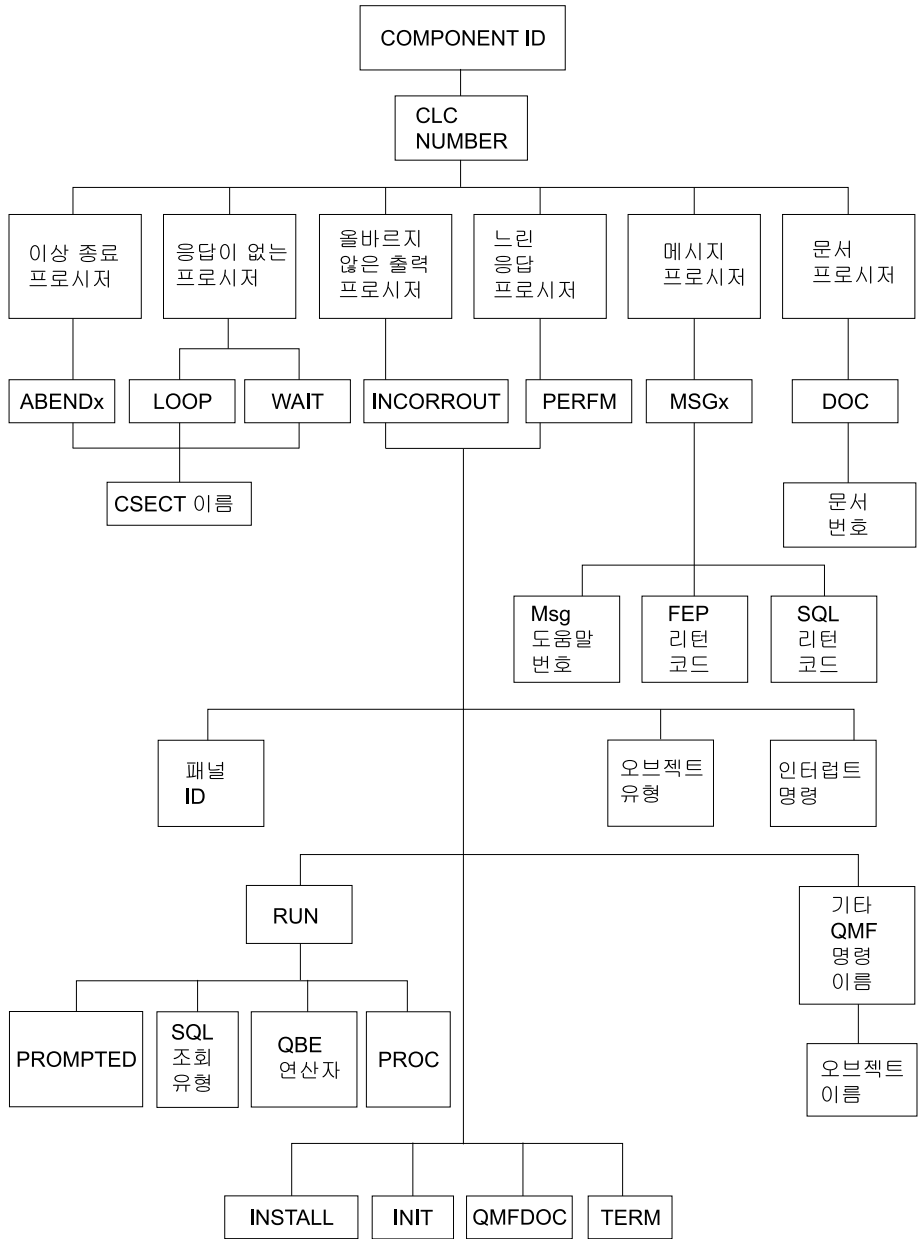 COMPONENT ID
CLC
NUMBER
이상 종료
프로시저
응답이 없는
프로시저
올바르지
않은 출력
프로시저
느린
응답
프로시저
메시지
프로시저
문서
프로시저
ABENDx
LOOP
WAIT
INCORROUT
PERFM
MSGx
DOC
CSECT 이름
문서
번호
Msg
도움말
번호
FEP
리턴
코드
SQL
리턴
코드
패널
ID
오브젝트
유형
인터럽트
명령
RUN
기타
QMF
명령
이름
PROMPTED
SQL
조회
유형
QBE
연산자
PROC
오브젝트
이름
INSTALL
INIT
QMFDOC
TERM